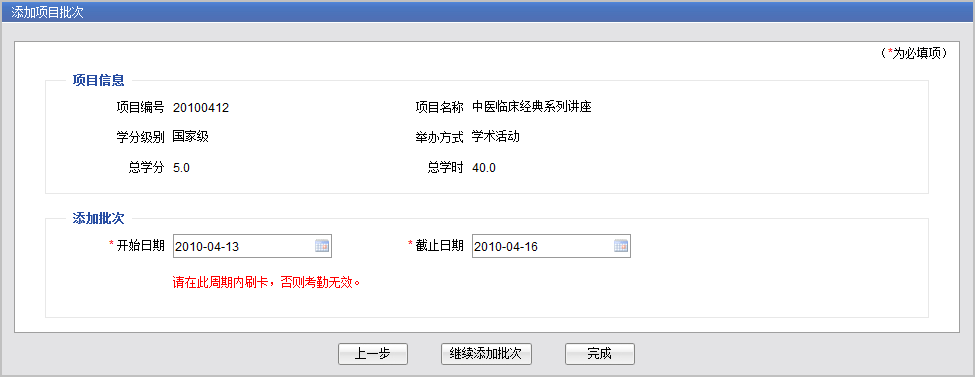 添加项目批次
（*为必填项）
项目信息
项目编号 20100412 项目名称 中医临床经典系列讲座
学分级别 国家级 举办方式 学术活动
总学分 5.0 总学时 40.0
添加批次
* 开始日期 2010-04-13 * 截止日期 2010-04-16
请在此周期内刷卡，否则考勤无效。
上一步 继续添加批次 完成